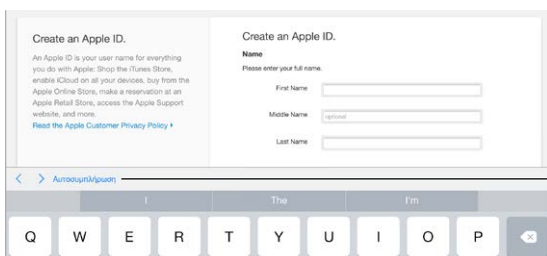 Create an Apple ID.
An Apple ID is your user name for everything
you do with Apple: Shop the iTunes Store,
enable iCloud on all your devices, buy from the
Apple Online Store, make a reservation at an
Apple Retail Store, access the Apple Support
website, and more.
Read the Apple Customer Privacy Policy
Create an Apple ID.
Name
Please enter your full name.
First Name
Middle Name optional
Last Name
Αυτοσυμπλήρωση
I The I'm
Q W E R T Y U I O P